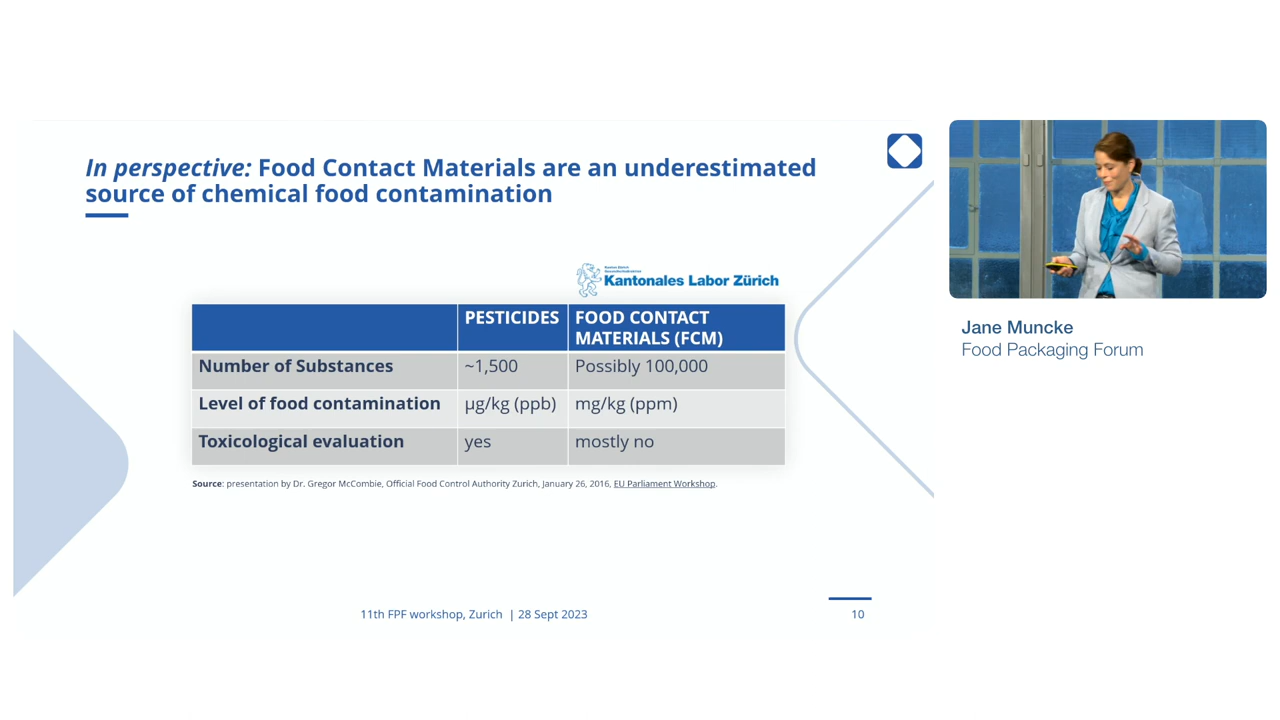 In perspective: Food Contact Materials are an underestimated
source of chemical food contamination
Kantonales Labor Zürich
PESTICIDES
FOOD CONTACT
MATERIALS (FCM)
Number of Substances
~1,500
Possibly 100,000
Level of food contamination
µg/kg (ppb)
mg/kg (ppm)
Toxicological evaluation
yes
mostly no
Source: presentation by Dr. Gregor McCombie, Official Food Control Authority Zurich, January 26, 2016, EU Parliament Workshop.
11th FPF workshop, Zurich | 28 Sept 2023
10
Jane Muncke
Food Packaging Forum